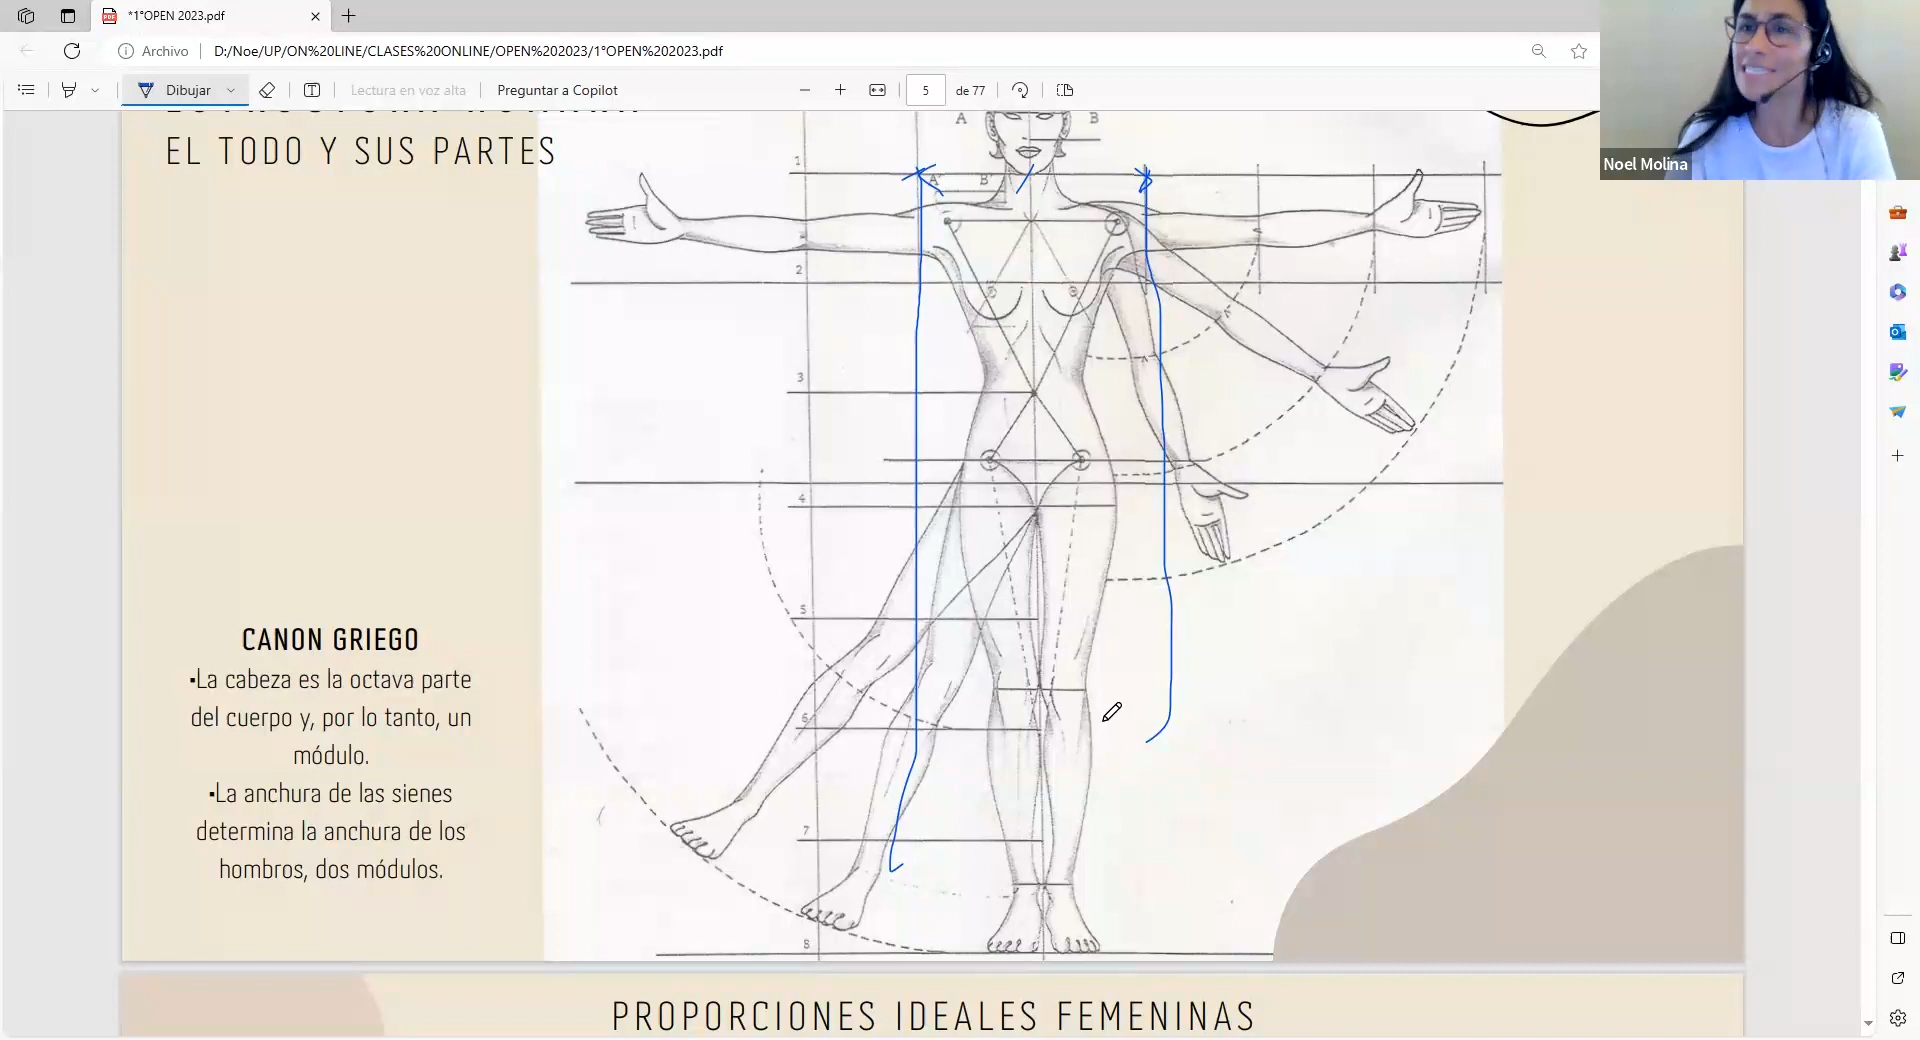 *1°OPEN 2023.pdf
Archivo
D:/Noe/UP/ON%20LINE/CLASES%20ONLINE/OPEN%202023/1°OPEN%202023.pdf
Dibujar
Lectura en voz alta
Preguntar a Copilot
5
de 77
Noel Molina
EL TODO Y SUS PARTES
A
B
1
A'
B'
2
3
4
5
6
7
8
CANON GRIEGO
▪La cabeza es la octava parte
del cuerpo y, por lo tanto, un
módulo.
▪La anchura de las sienes
determina la anchura de los
hombros, dos módulos.
PROPORCIONES IDEALES FEMENINAS